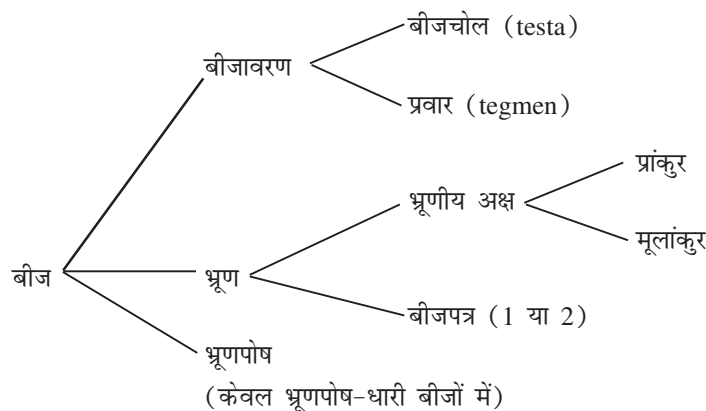 बीजचोल (testa)
बीजावरण
प्रवार (tegmen)
प्रांकुर
भ्रूणीय अक्ष
मूलांकुर
बीज
भ्रूण
बीजपत्र (1 या 2)
भ्रूणपोष
(केवल भ्रूणपोष-धारी बीजों में)